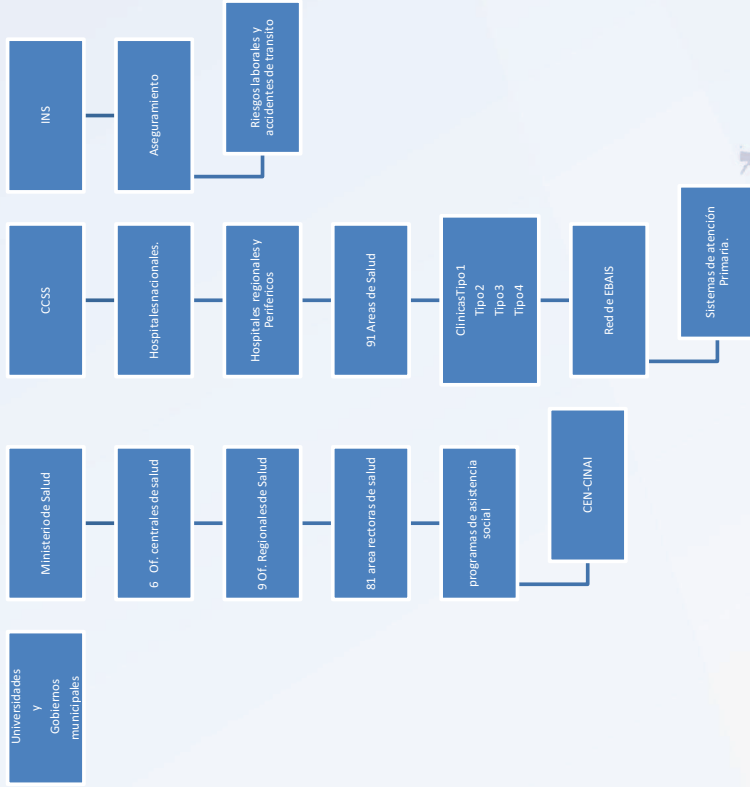 Universidades
y
Gobiernos
municipales
Ministerio de Salud
6 Of. centrales de salud
9 Of. Regionales de Salud
81 area rectoras de salud
programas de asistencia
social
CEN-CINAI
CCSS
Hospitales nacionales.
Hospitales regionales y
Periféricos
91 Areas de Salud
Clinicas Tipo 1
Tipo 2
Tipo 3
Tipo 4
Red de EBAIS
Sistemas de atención
Primaria.
INS
Aseguramiento
Riesgos laborales y
accidentes de transito